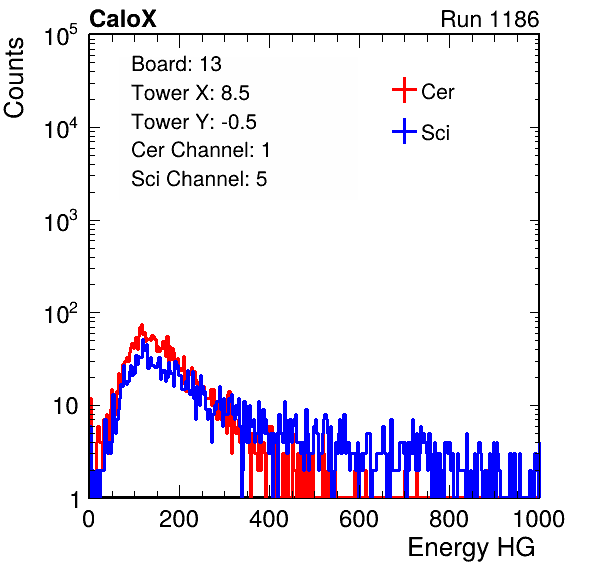 CaloX Run 1186
Counts
10^5
10^4
10^3
10^2
10
1
Board: 13
Tower X: 8.5
Tower Y: -0.5
Cer Channel: 1
Sci Channel: 5
Cer
Sci
0 200 400 600 800 1000
Energy HG